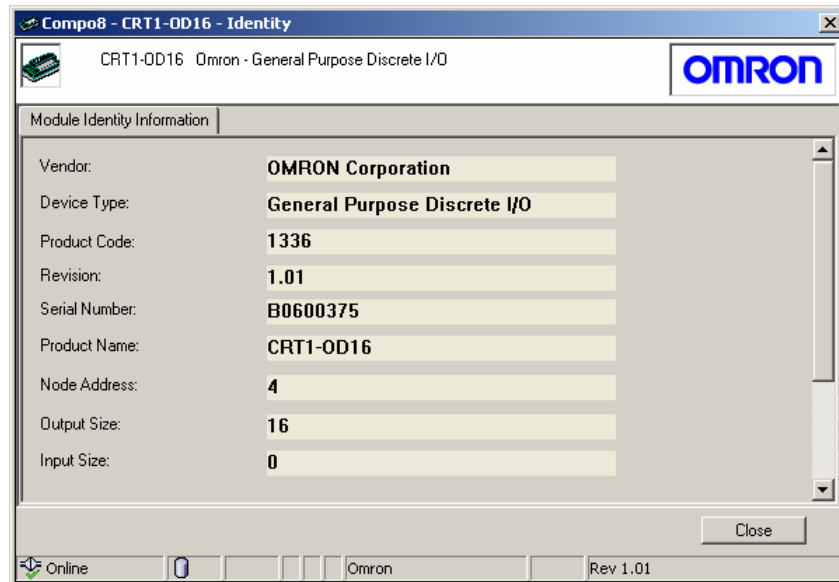 Compo8 - CRT1-OD16 - Identity
CRT1-OD16 Omron - General Purpose Discrete I/O
OMRON
Module Identity Information
Vendor: OMRON Corporation
Device Type: General Purpose Discrete I/O
Product Code: 1336
Revision: 1.01
Serial Number: B0600375
Product Name: CRT1-OD16
Node Address: 4
Output Size: 16
Input Size: 0
Close
Online Omron Rev 1.01